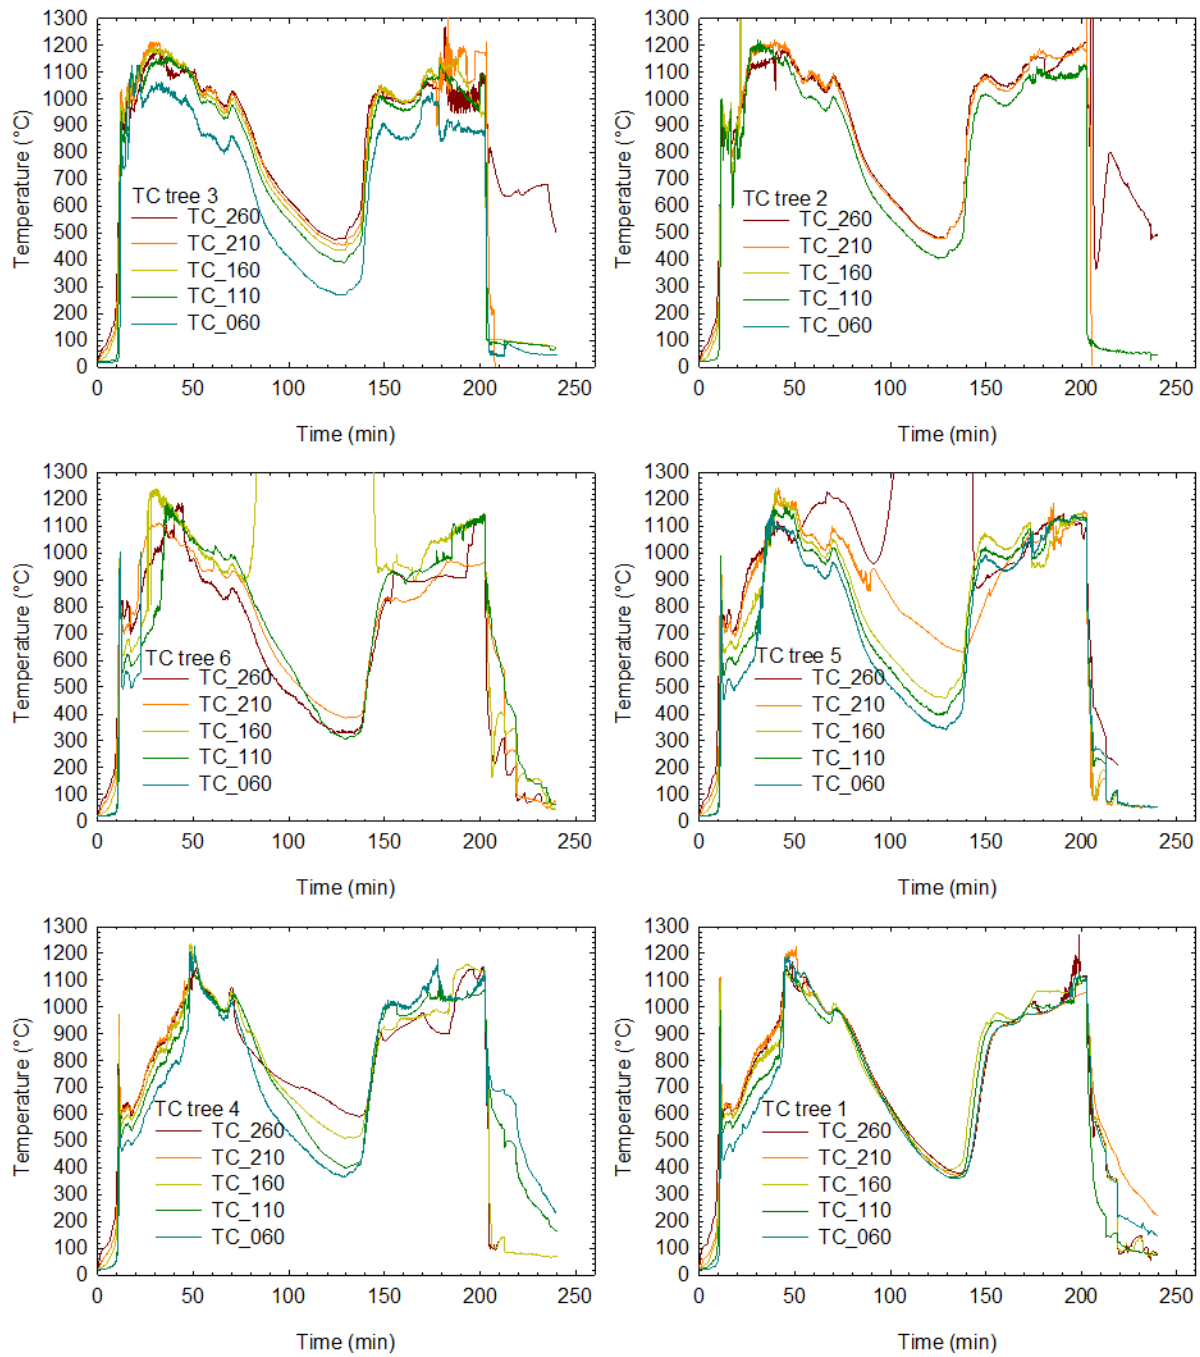 1300
1200
1100
1000
900
800
700
600
500
400
300
200
100
0
Temperature (°C)
TC tree 3
TC_260
TC_210
TC_160
TC_110
TC_060
0 50 100 150 200 250
Time (min)
1300
1200
1100
1000
900
800
700
600
500
400
300
200
100
0
Temperature (°C)
TC tree 2
TC_260
TC_210
TC_160
TC_110
TC_060
0 50 100 150 200 250
Time (min)
1300
1200
1100
1000
900
800
700
600
500
400
300
200
100
0
Temperature (°C)
TC tree 6
TC_260
TC_210
TC_160
TC_110
TC_060
0 50 100 150 200 250
Time (min)
1300
1200
1100
1000
900
800
700
600
500
400
300
200
100
0
Temperature (°C)
TC tree 5
TC_260
TC_210
TC_160
TC_110
TC_060
0 50 100 150 200 250
Time (min)
1300
1200
1100
1000
900
800
700
600
500
400
300
200
100
0
Temperature (°C)
TC tree 4
TC_260
TC_210
TC_160
TC_110
TC_060
0 50 100 150 200 250
Time (min)
1300
1200
1100
1000
900
800
700
600
500
400
300
200
100
0
Temperature (°C)
TC tree 1
TC_260
TC_210
TC_160
TC_110
TC_060
0 50 100 150 200 250
Time (min)